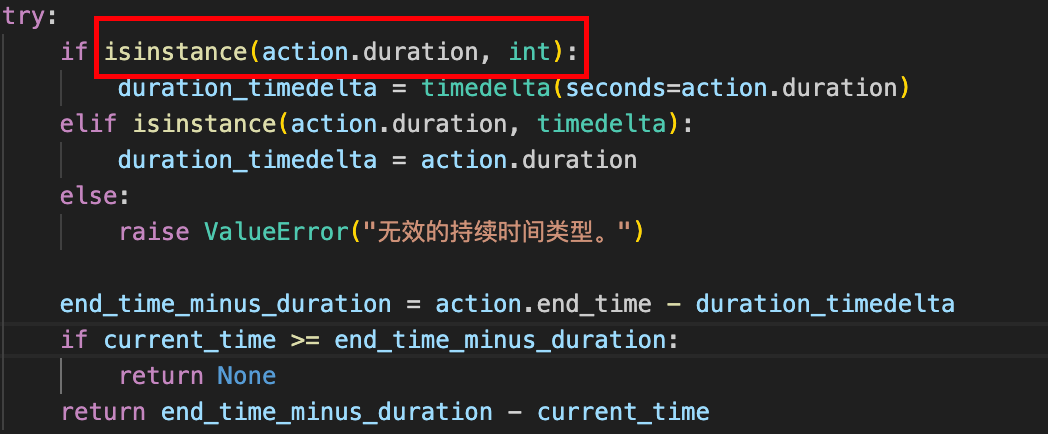 try:
    if isinstance(action.duration, int):
        duration_timedelta = timedelta(seconds=action.duration)
    elif isinstance(action.duration, timedelta):
        duration_timedelta = action.duration
    else:
        raise ValueError("无效的持续时间类型。")

    end_time_minus_duration = action.end_time - duration_timedelta
    if current_time >= end_time_minus_duration:
        return None
    return end_time_minus_duration - current_time